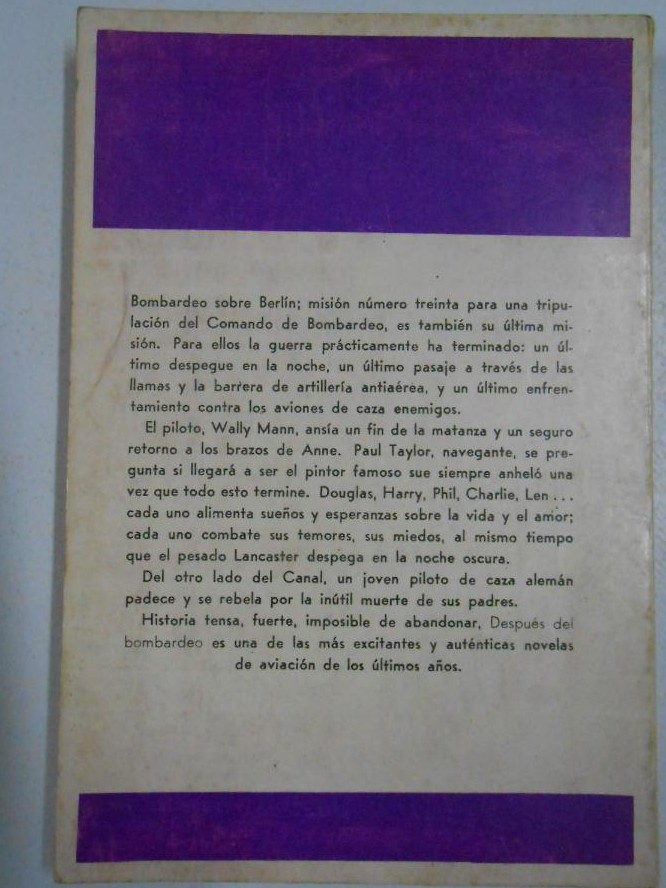 Bombardeo sobre Berlín; misión número treinta para una tripu-
lación del Comando de Bombardeo, es también su última mi-
sión. Para ellos la guerra prácticamente ha terminado: un úl-
timo despegue en la noche, un último pasaje a través de las
llamas y la barrera de artillería antiaérea, y un último enfren-
tamiento contra los aviones de caza enemigos.
El piloto, Wally Mann, ansía un fin de la matanza y un seguro
retorno a los brazos de Anne. Paul Taylor, navegante, se pre-
gunta si llegará a ser el pintor famoso sue siempre anheló una
vez que todo esto termine. Douglas, Harry, Phil, Charlie, Len ...
cada uno alimenta sueños y esperanzas sobre la vida y el amor;
cada uno combate sus temores, sus miedos, al mismo tiempo
que el pesado Lancaster despega en la noche oscura.
Del otro lado del Canal, un joven piloto de caza alemán
padece y se rebela por la inútil muerte de sus padres.
Historia tensa, fuerte, imposible de abandonar, Después del
bombardeo es una de las más excitantes y auténticas novelas
de aviación de los últimos años.